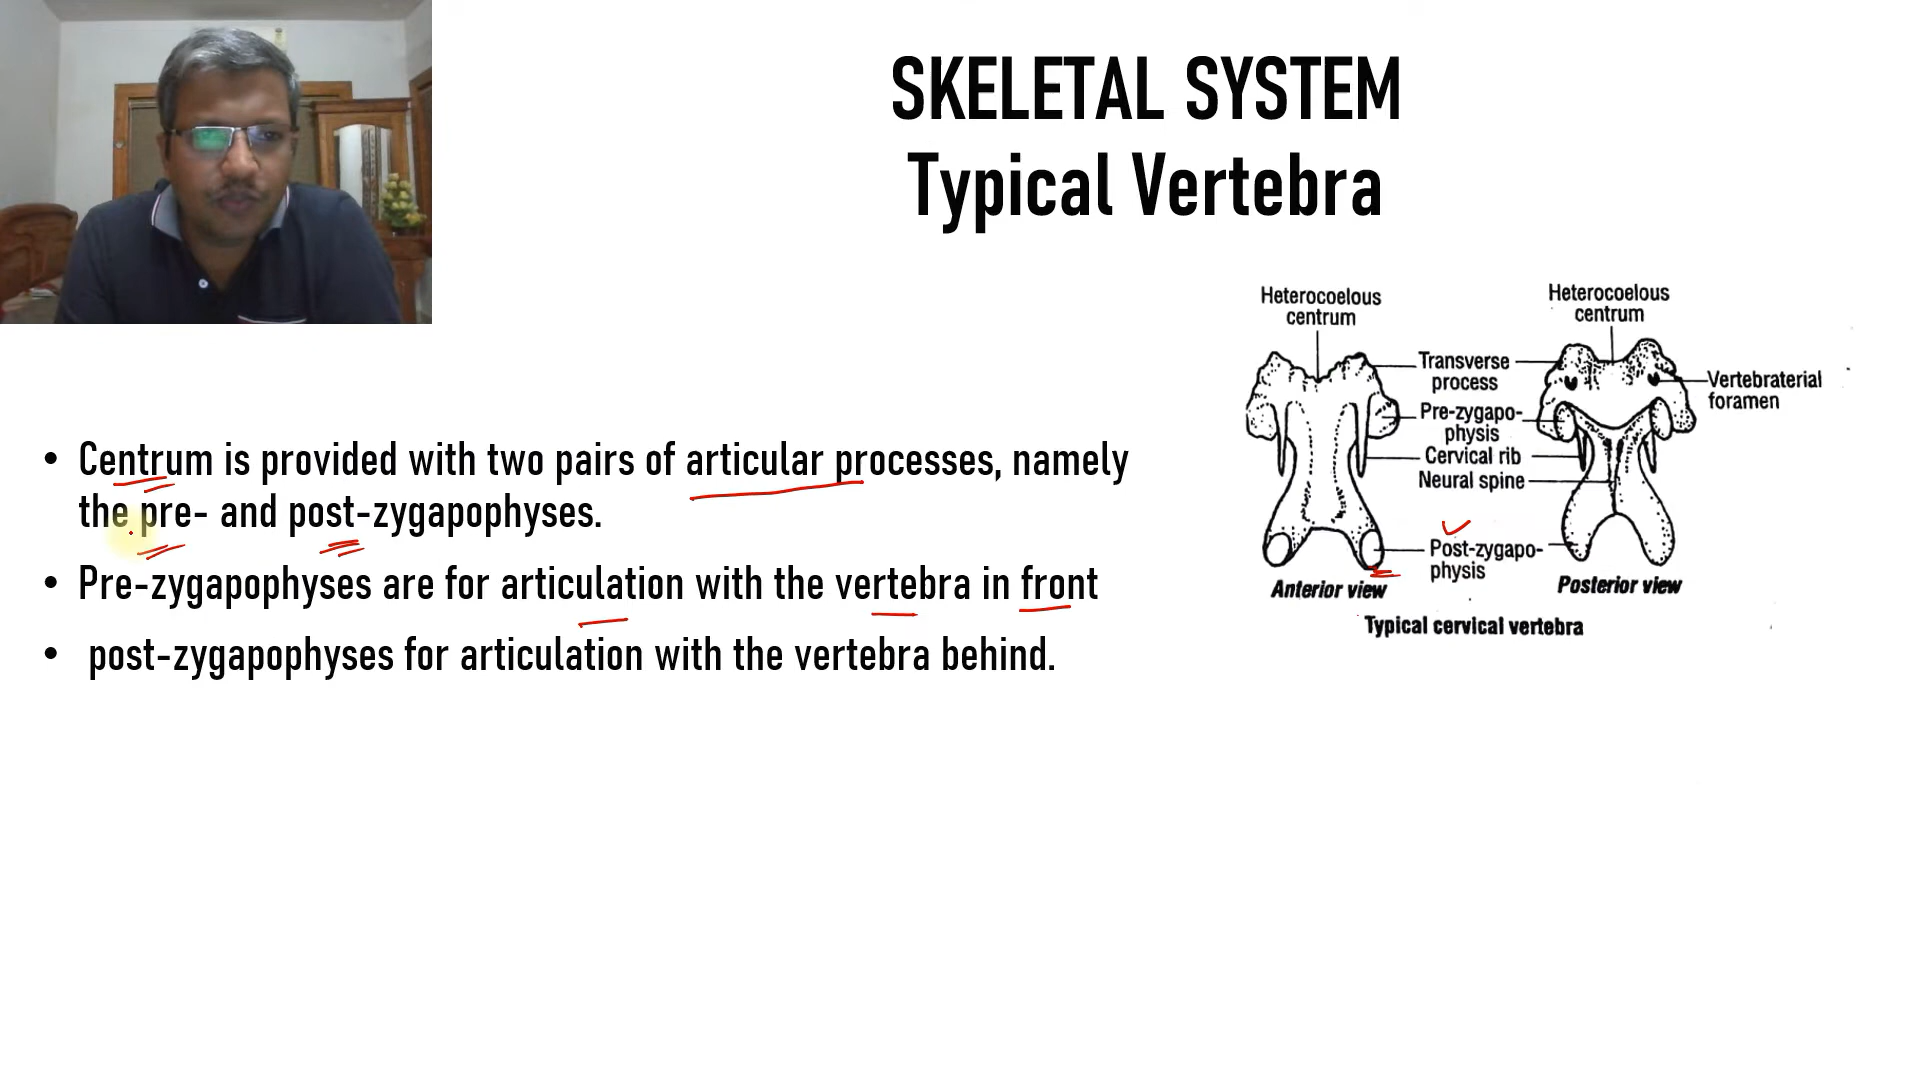 SKELETAL SYSTEM
Typical Vertebra
• Centrum is provided with two pairs of articular processes, namely
the pre- and post-zygapophyses.
• Pre-zygapophyses are for articulation with the vertebra in front
• post-zygapophyses for articulation with the vertebra behind.
Heterocoelous
centrum
Heterocoelous
centrum
Transverse
process
Vertebraterial
foramen
Pre-zygapo-
physis
Cervical rib
Neural spine
Post-zygapo-
physis
Anterior view
Posterior view
Typical cervical vertebra